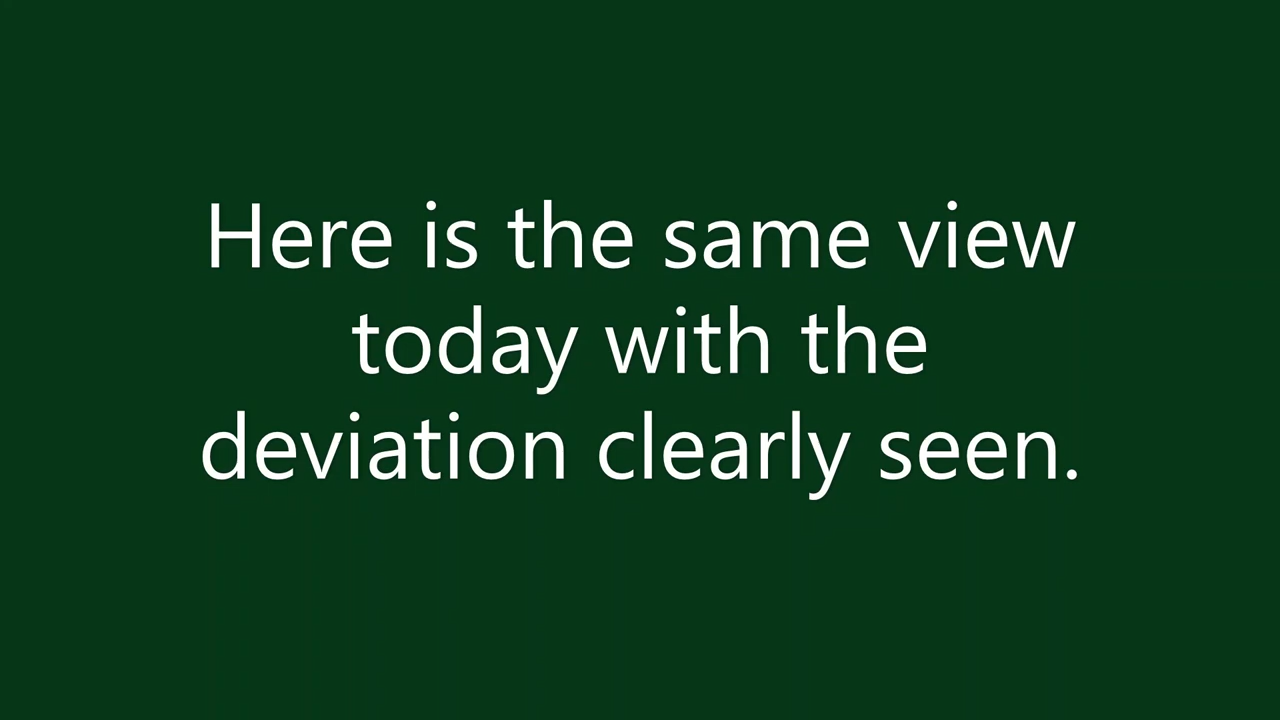 Here is the same view
today with the
deviation clearly seen.